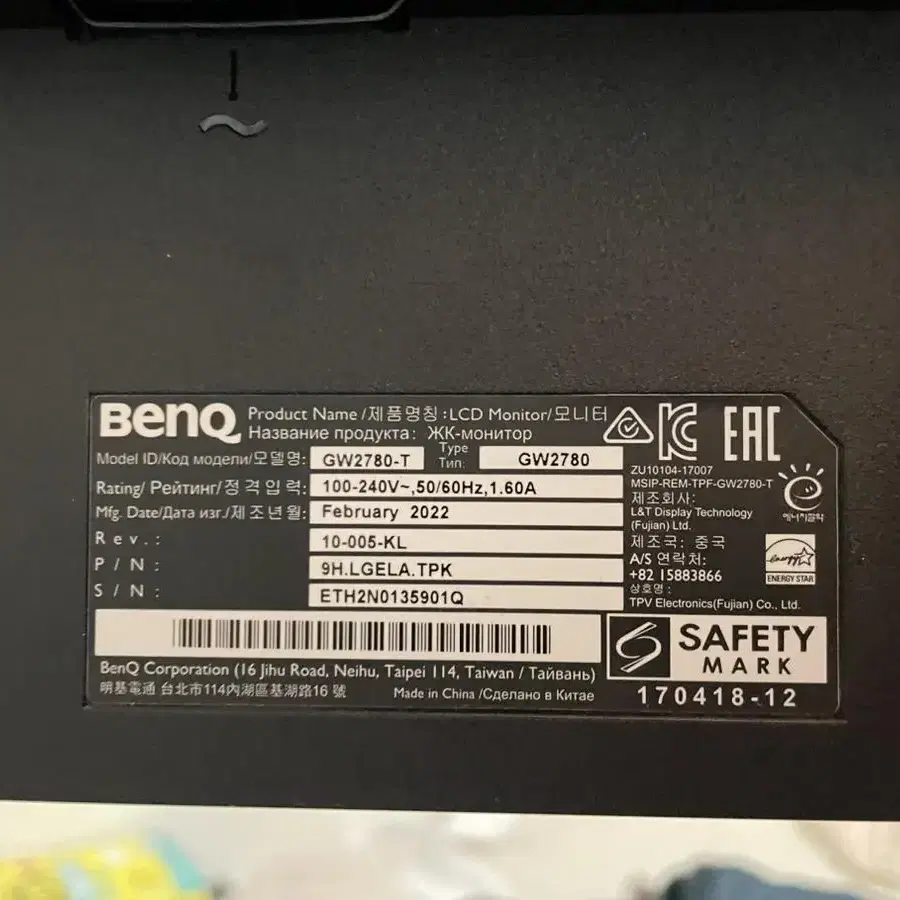 BenQ
Product Name/제품명칭:LCD Monitor/모니터
Название продукта: ЖК-монитор
Model ID/Код модели/모델명: GW2780-T Type Тип: GW2780
Rating/Рейтинг/정격입력: 100-240V~,50/60Hz,1.60A
Mfg. Date/Дата изг./제조년월: February 2022
Rev.: 10-005-KL
P/N: 9H.LGELA.TPK
S/N: ETH2N0135901Q
BenQ Corporation (16 Jihu Road, Neihu, Taipei 114, Taiwan / Тайвань)
明基電通 台北市114內湖區基湖路16 號
Made in China /Сделано в Китае
EAC
ZU10104-17007
MSIP-REM-TPF-GW2780-T
제조회사:
L&T Display Technology
(Fujian) Ltd.
제조국: 중국
A/S 연락처:
+82 15883866
상호명:
TPV Electronics(Fujian) Co., Ltd.
에너지절약
energy
ENERGY STAR
SAFETY
MARK
170418-12